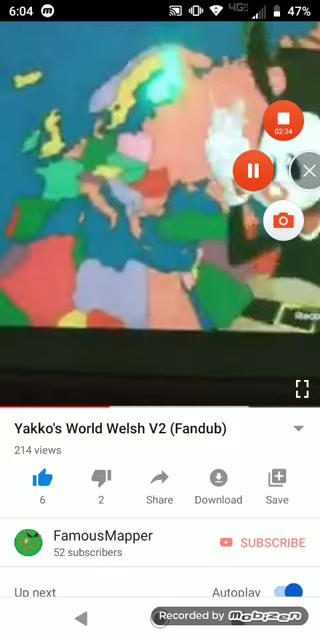 6:04
4G
47%
02:34
Yakko's World Welsh V2 (Fandub)
214 views
6
2
Share
Download
Save
FamousMapper
52 subscribers
SUBSCRIBE
Up next
Autoplay
Recorded by mobizen